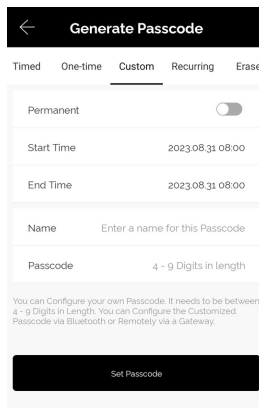 Generate Passcode
Timed One-time Custom Recurring Erase
Permanent
Start Time 2023.08.31 08:00
End Time 2023.08.31 08:00
Name Enter a name for this Passcode
Passcode 4 - 9 Digits in length
You can Configure your own Passcode. It needs to be between
4 - 9 Digits in Length. You can Configure the Customized
Passcode via Bluetooth or Remotely via a Gateway.
Set Passcode